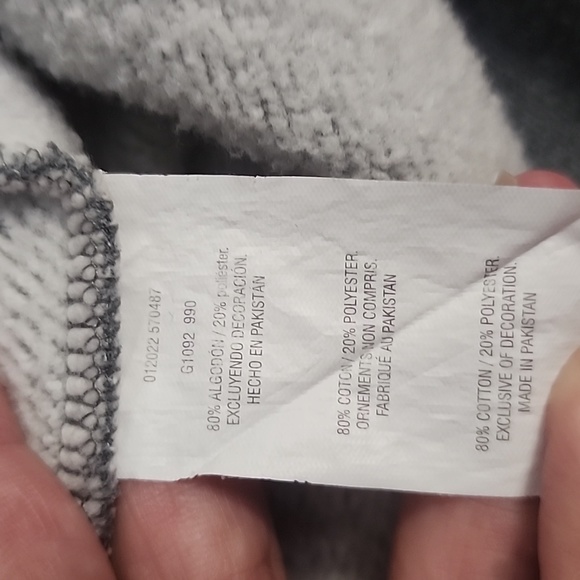 012022 570487
G1092 990
80% ALGODÓN / 20% poliéster.
EXCLUYENDO DECORACIÓN.
HECHO EN PAKISTAN
80% COTON / 20% POLYESTER.
ORNEMENTS NON COMPRIS.
FABRIQUÉ AU PAKISTAN
80% COTTON / 20% POLYESTER.
EXCLUSIVE OF DECORATION.
MADE IN PAKISTAN